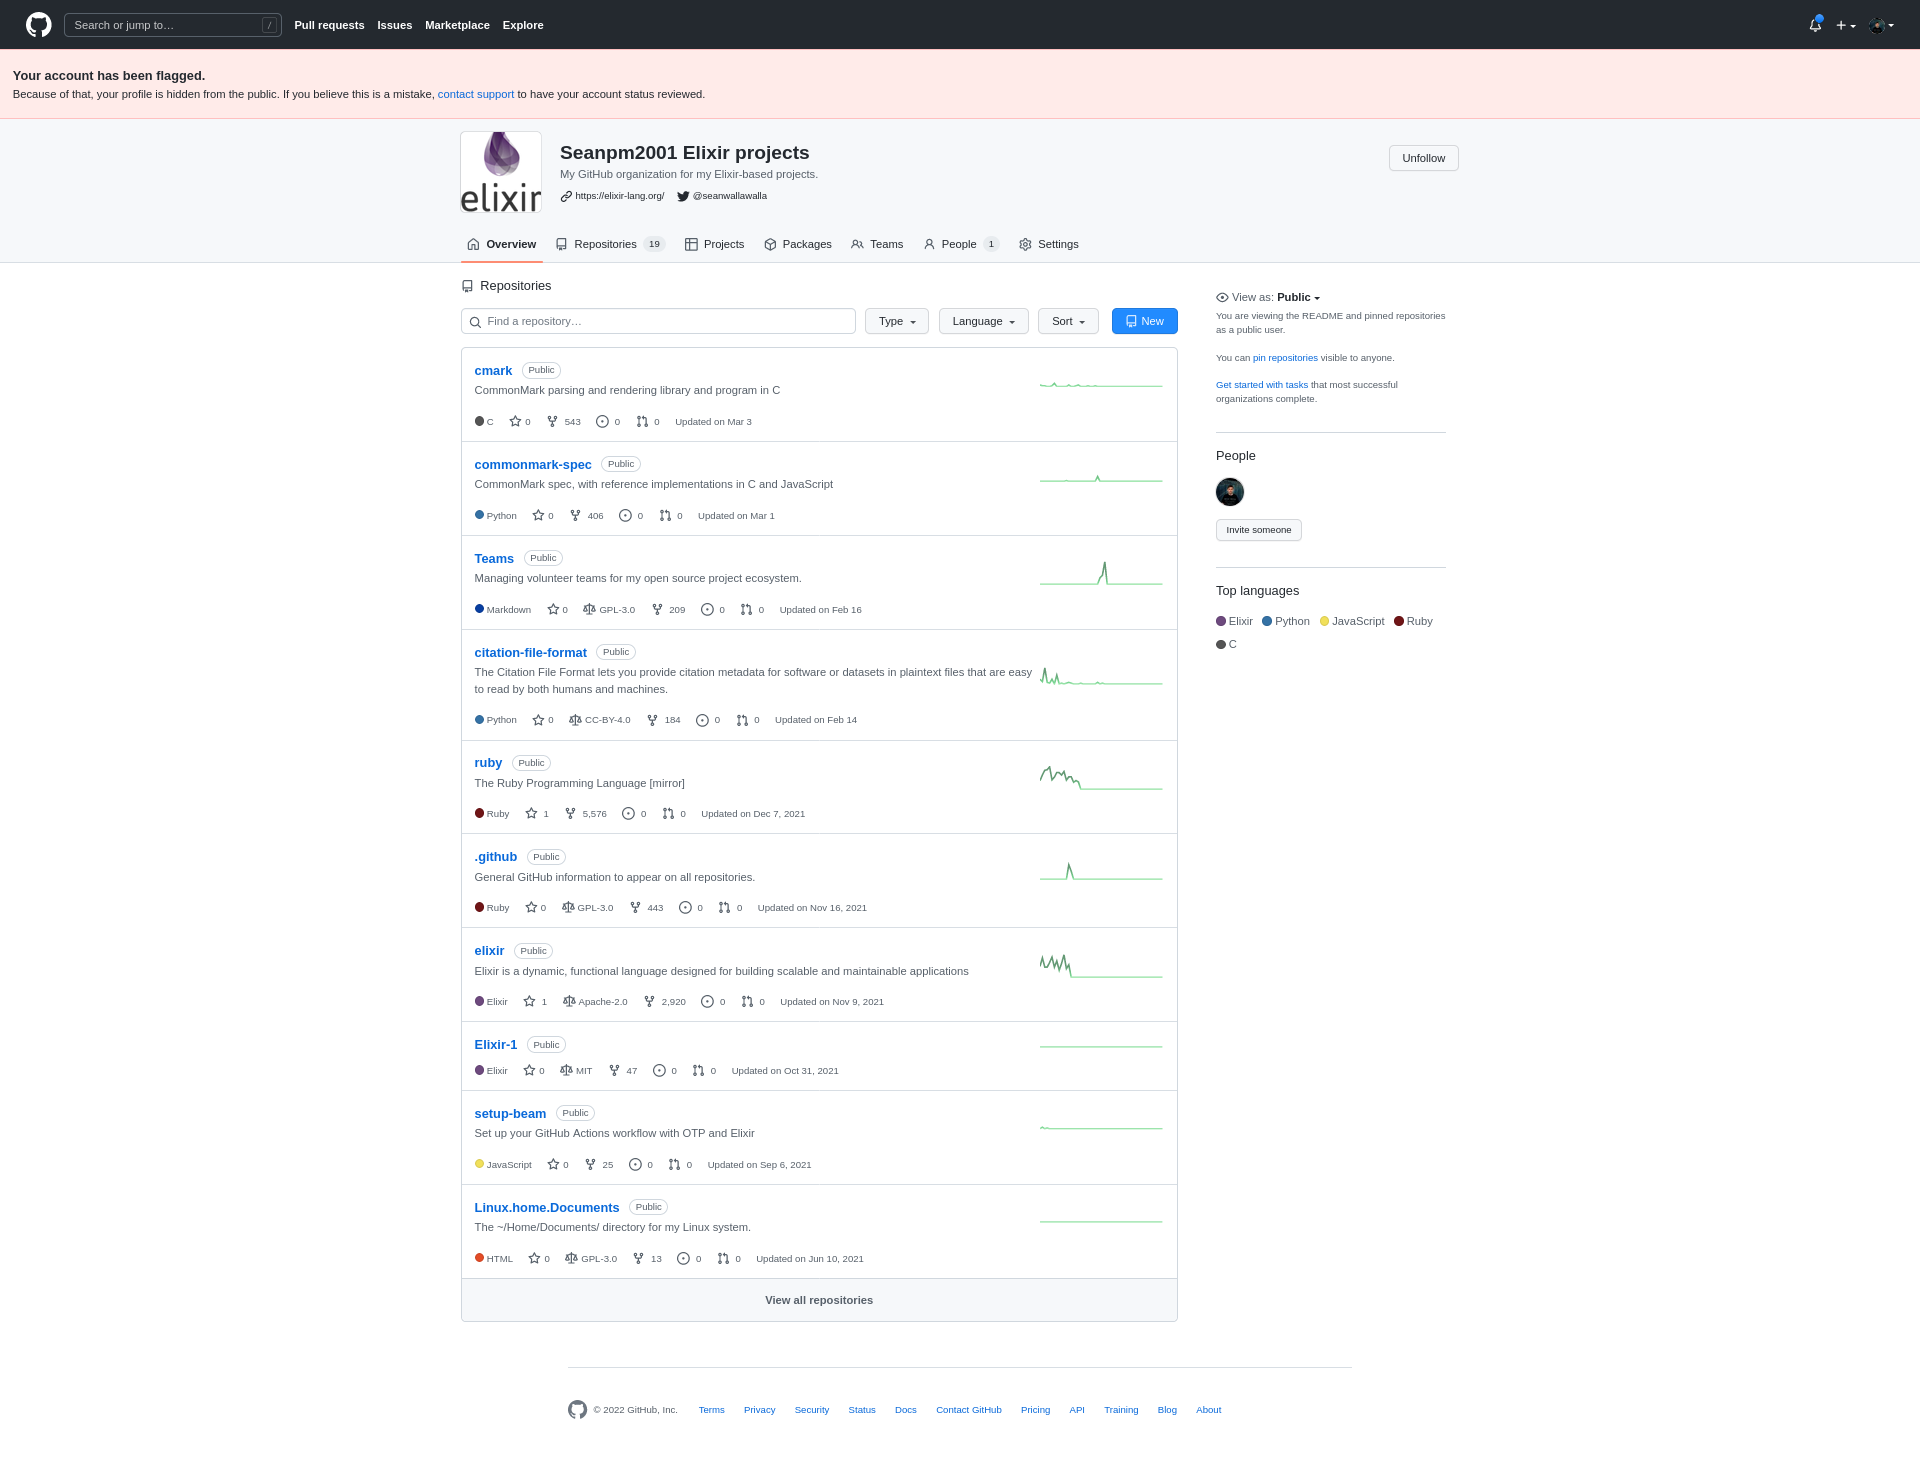 Search or jump to… /
Pull requests Issues Marketplace Explore
Your account has been flagged.
Because of that, your profile is hidden from the public. If you believe this is a mistake, contact support to have your account status reviewed.
elixir
Seanpm2001 Elixir projects
My GitHub organization for my Elixir-based projects.
https://elixir-lang.org/ @seanwallawalla
Unfollow
Overview Repositories 19 Projects Packages Teams People 1 Settings
Repositories
Find a repository… Type Language Sort New
cmark Public
CommonMark parsing and rendering library and program in C
C 0 543 0 0 Updated on Mar 3
commonmark-spec Public
CommonMark spec, with reference implementations in C and JavaScript
Python 0 406 0 0 Updated on Mar 1
Teams Public
Managing volunteer teams for my open source project ecosystem.
Markdown 0 GPL-3.0 209 0 0 Updated on Feb 16
citation-file-format Public
The Citation File Format lets you provide citation metadata for software or datasets in plaintext files that are easy
to read by both humans and machines.
Python 0 CC-BY-4.0 184 0 0 Updated on Feb 14
ruby Public
The Ruby Programming Language [mirror]
Ruby 1 5,576 0 0 Updated on Dec 7, 2021
.github Public
General GitHub information to appear on all repositories.
Ruby 0 GPL-3.0 443 0 0 Updated on Nov 16, 2021
elixir Public
Elixir is a dynamic, functional language designed for building scalable and maintainable applications
Elixir 1 Apache-2.0 2,920 0 0 Updated on Nov 9, 2021
Elixir-1 Public
Elixir 0 MIT 47 0 0 Updated on Oct 31, 2021
setup-beam Public
Set up your GitHub Actions workflow with OTP and Elixir
JavaScript 0 25 0 0 Updated on Sep 6, 2021
Linux.home.Documents Public
The ~/Home/Documents/ directory for my Linux system.
HTML 0 GPL-3.0 13 0 0 Updated on Jun 10, 2021
View all repositories
View as: Public
You are viewing the README and pinned repositories
as a public user.
You can pin repositories visible to anyone.
Get started with tasks that most successful
organizations complete.
People
Invite someone
Top languages
Elixir Python JavaScript Ruby
C
© 2022 GitHub, Inc. Terms Privacy Security Status Docs Contact GitHub Pricing API Training Blog About